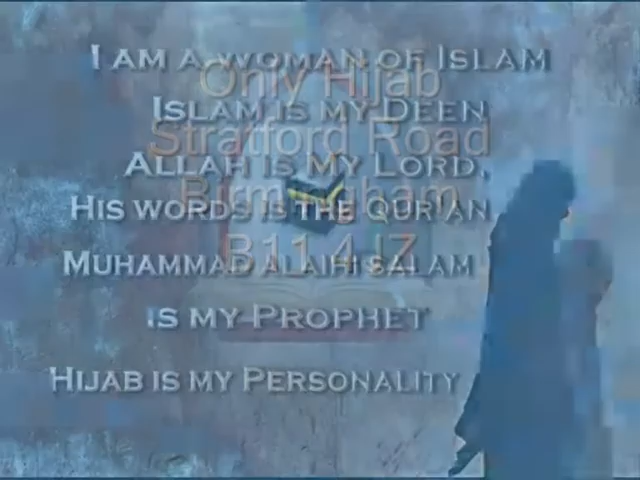 I AM A WOMAN OF ISLAM
Only Hijab
ISLAM IS MY DEEN
Stratford Road
ALLAH IS MY LORD,
Birmingham
HIS WORDS IS THE QUR'AN
B11 4JZ
MUHAMMAD ALAIHI SALAM
IS MY PROPHET
HIJAB IS MY PERSONALITY